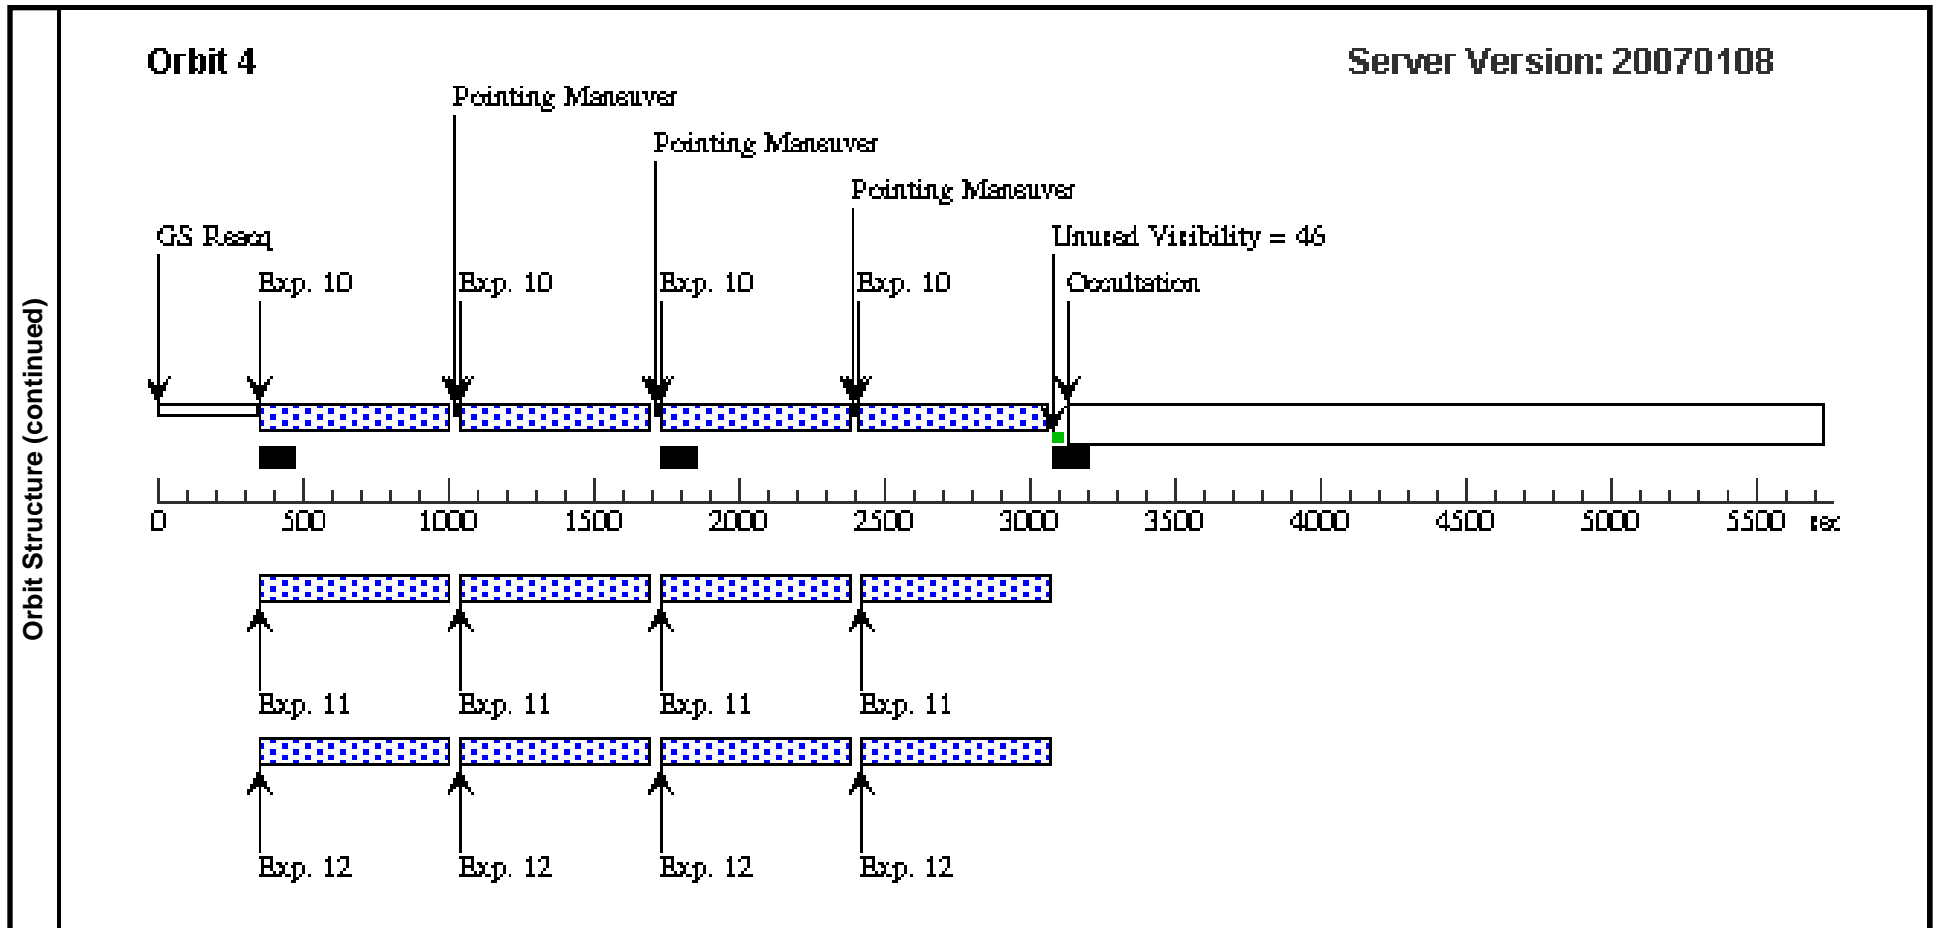 Orbit 4
Server Version: 20070108
Pointing Maneuver
Pointing Maneuver
Pointing Maneuver
GS Reacq
Unused Visibility = 46
Exp. 10
Exp. 10
Exp. 10
Exp. 10
Occultation
0 500 1000 1500 2000 2500 3000 3500 4000 4500 5000 5500 sec
Exp. 11
Exp. 11
Exp. 11
Exp. 11
Exp. 12
Exp. 12
Exp. 12
Exp. 12
Orbit Structure (continued)